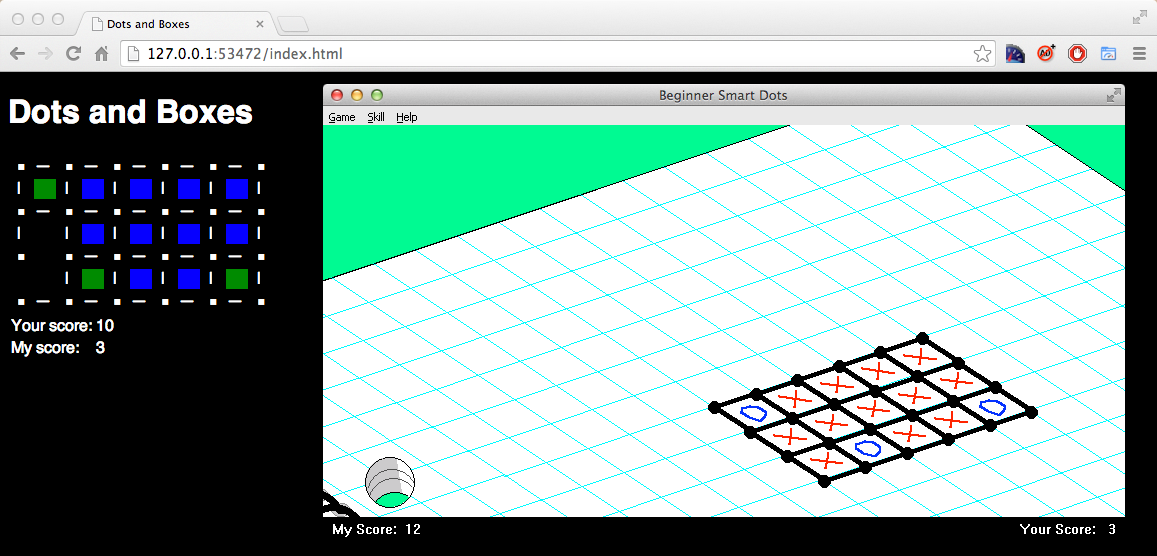 Dots and Boxes
127.0.0.1:53472/index.html
Dots and Boxes
Your score: 10
My score: 3
Beginner Smart Dots
Game Skill Help
My Score: 12
Your Score: 3